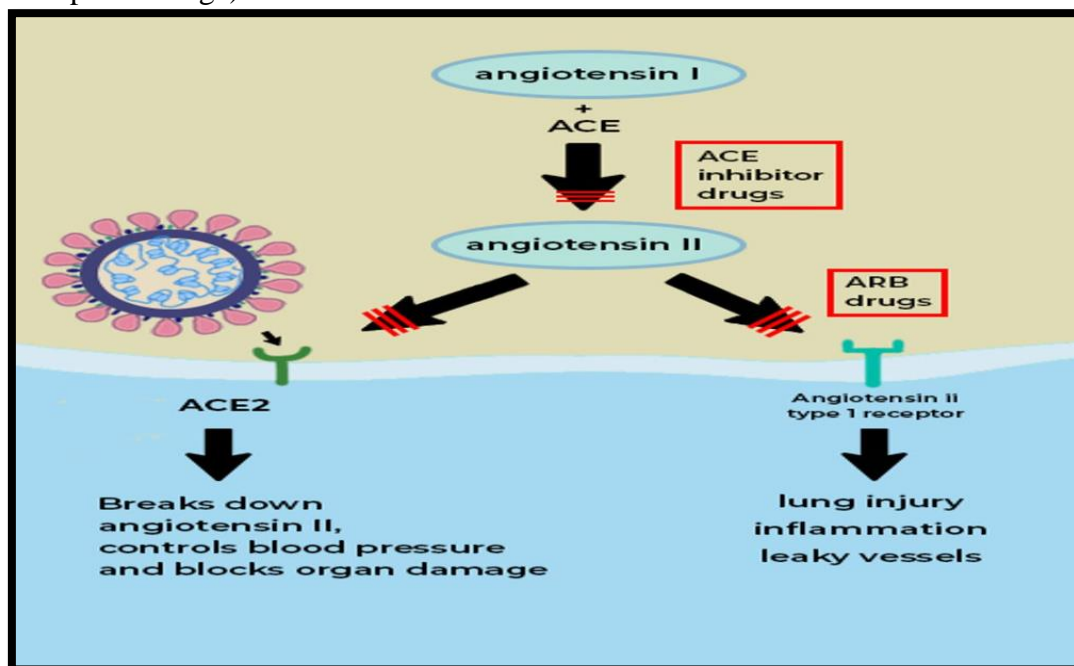 angiotensin I
+
ACE
ACE
inhibitor
drugs
angiotensin II
ARB
drugs
ACE2
Angiotensin ii
type 1 receptor
Breaks down
angiotensin II,
controls blood pressure
and blocks organ damage
lung injury
inflammation
leaky vessels